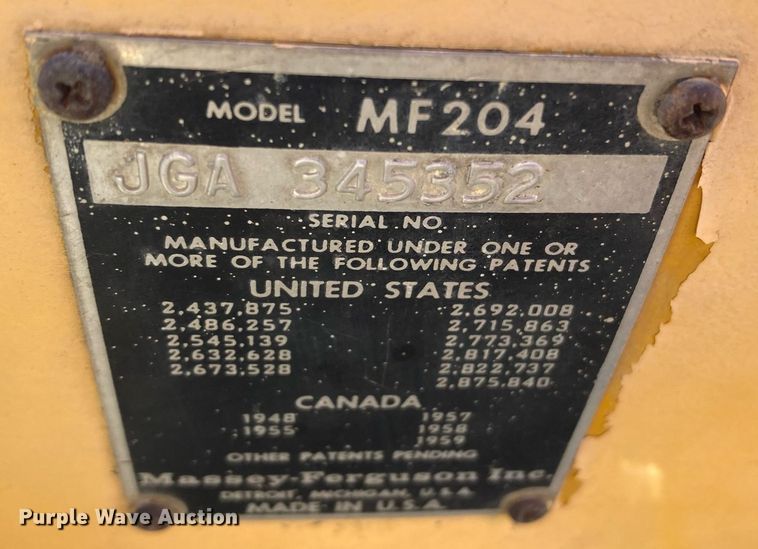 MODEL MF204
JGA 345352
SERIAL NO.
MANUFACTURED UNDER ONE OR
MORE OF THE FOLLOWING PATENTS
UNITED STATES
2,437,875 2,692,008
2,486,257 2,715,863
2,545,139 2,773,369
2,632,628 2,817,408
2,673,528 2,822,737
2,875,840
CANADA
1948 1957
1955 1958
1959
OTHER PATENTS PENDING
Massey-Ferguson Inc.
DETROIT, MICHIGAN, U.S.A.
MADE IN U.S.A.
Purple Wave Auction